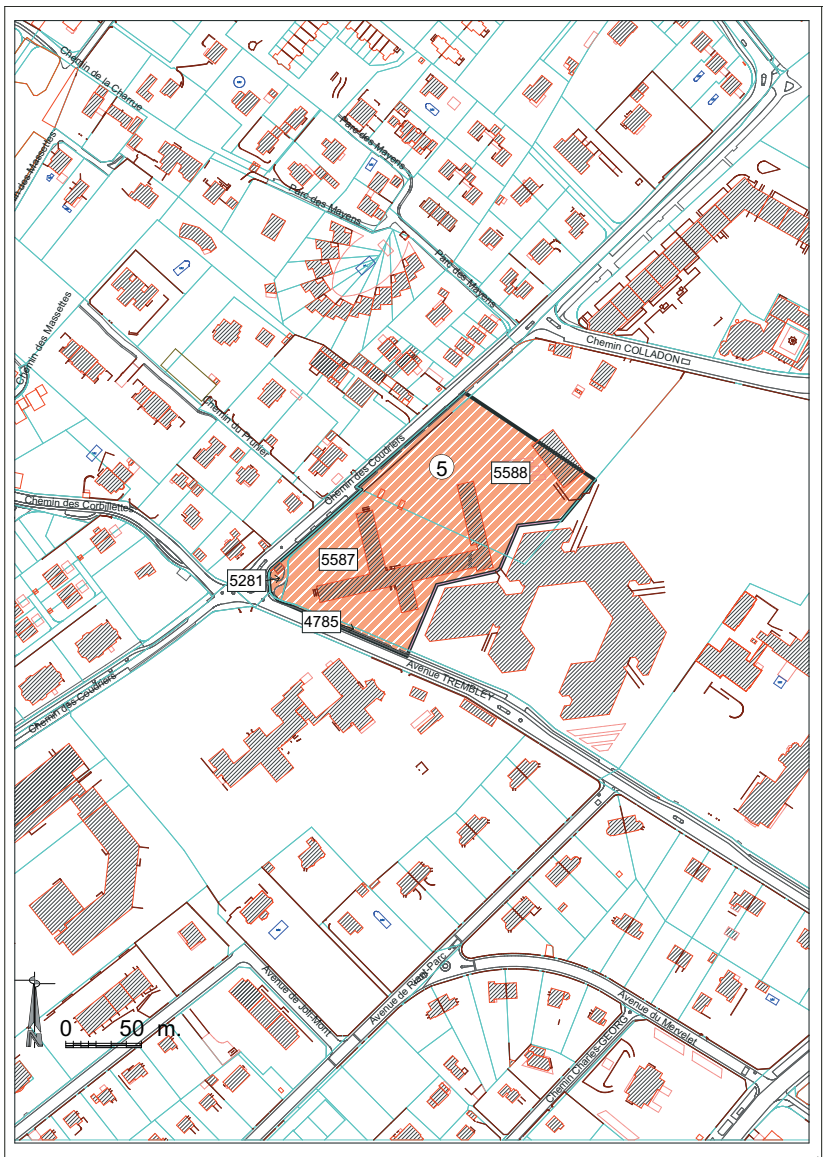 Chemin de la Charrue
Parc des Mayens
Chemin des Massettes
Parc des Mayens
Parc des Mayens
Chemin des Massettes
Chemin COLLADON
Chemin du Prunier
Chemin des Coudriers
5
5588
Chemin des Corbillettes
5587
5281
4785
Avenue TREMBLEY
Chemin des Coudriers
Avenue de Riant-Parc
Avenue de Joli-Mont
Avenue du Mervelet
Chemin Charles-GEORG
N
0 50 m.